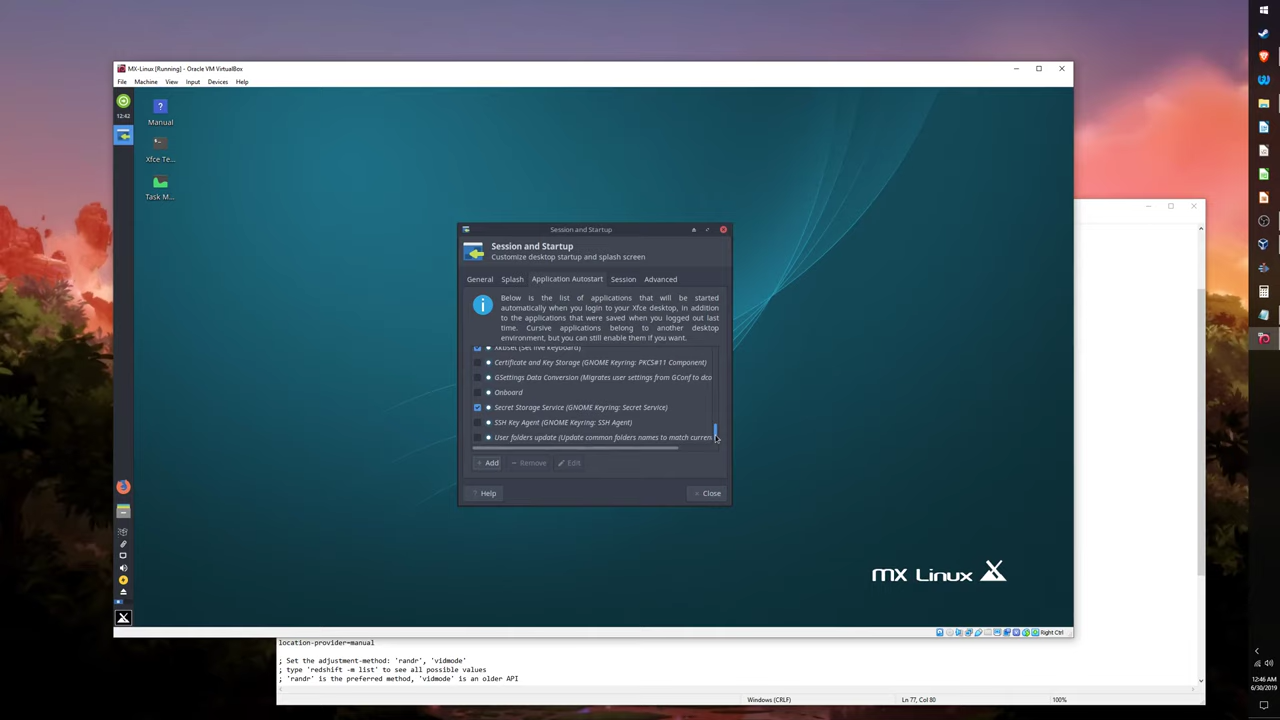 MX-Linux [Running] - Oracle VM VirtualBox
File Machine View Input Devices Help
12:42
Manual
Xfce Te...
Task M...
Session and Startup
Session and Startup
Customize desktop startup and splash screen
General Splash Application Autostart Session Advanced
Below is the list of applications that will be started
automatically when you login to your Xfce desktop, in addition
to the applications that were saved when you logged out last
time. Cursive applications belong to another desktop
environment, but you can still enable them if you want.
Xkbset (Set live keyboard)
Certificate and Key Storage (GNOME Keyring: PKCS#11 Component)
GSettings Data Conversion (Migrates user settings from GConf to dco
Onboard
Secret Storage Service (GNOME Keyring: Secret Service)
SSH Key Agent (GNOME Keyring: SSH Agent)
User folders update (Update common folders names to match curren
+ Add - Remove Edit
? Help × Close
MX Linux
Right Ctrl
location-provider=manual
; Set the adjustment-method: 'randr', 'vidmode'
; type 'redshift -m list' to see all possible values
; 'randr' is the preferred method, 'vidmode' is an older API
Windows (CRLF) Ln 77, Col 80 100%
12:46 AM
6/30/2019